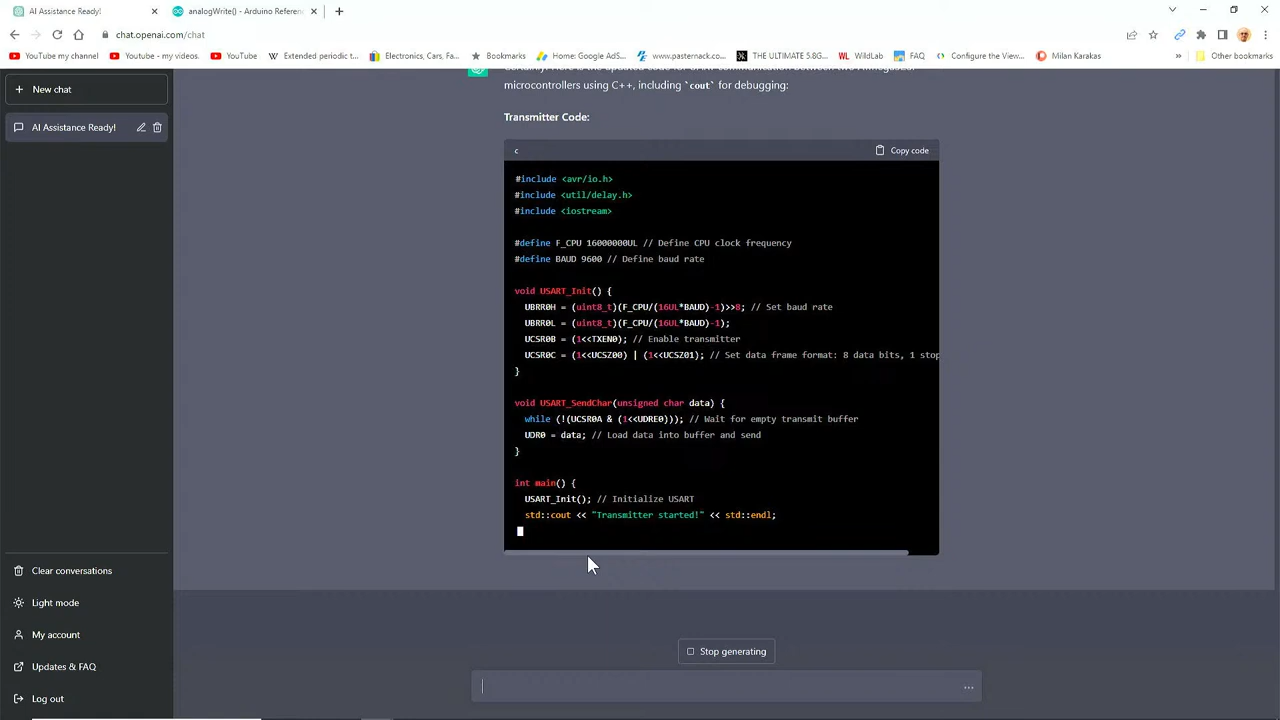 AI Assistance Ready!
analogWrite() - Arduino Referenc
chat.openai.com/chat
YouTube my channel
Youtube - my videos.
YouTube
Extended periodic t...
Electronics, Cars, Fa...
Bookmarks
Home: Google AdS...
www.pasternack.co...
THE ULTIMATE 5.8G...
WL WildLab
FAQ
Configure the View...
Milan Karakas
Other bookmarks
New chat
AI Assistance Ready!
microcontrollers using C++, including `cout` for debugging:
Transmitter Code:
c
Copy code
#include <avr/io.h>
#include <util/delay.h>
#include <iostream>
#define F_CPU 16000000UL // Define CPU clock frequency
#define BAUD 9600 // Define baud rate
void USART_Init() {
UBRR0H = (uint8_t)(F_CPU/(16UL*BAUD)-1)>>8; // Set baud rate
UBRR0L = (uint8_t)(F_CPU/(16UL*BAUD)-1);
UCSR0B = (1<<TXEN0); // Enable transmitter
UCSR0C = (1<<UCSZ00) | (1<<UCSZ01); // Set data frame format: 8 data bits, 1 stop
}
void USART_SendChar(unsigned char data) {
while (!(UCSR0A & (1<<UDRE0))); // Wait for empty transmit buffer
UDR0 = data; // Load data into buffer and send
}
int main() {
USART_Init(); // Initialize USART
std::cout << "Transmitter started!" << std::endl;
Clear conversations
Light mode
My account
Updates & FAQ
Log out
Stop generating